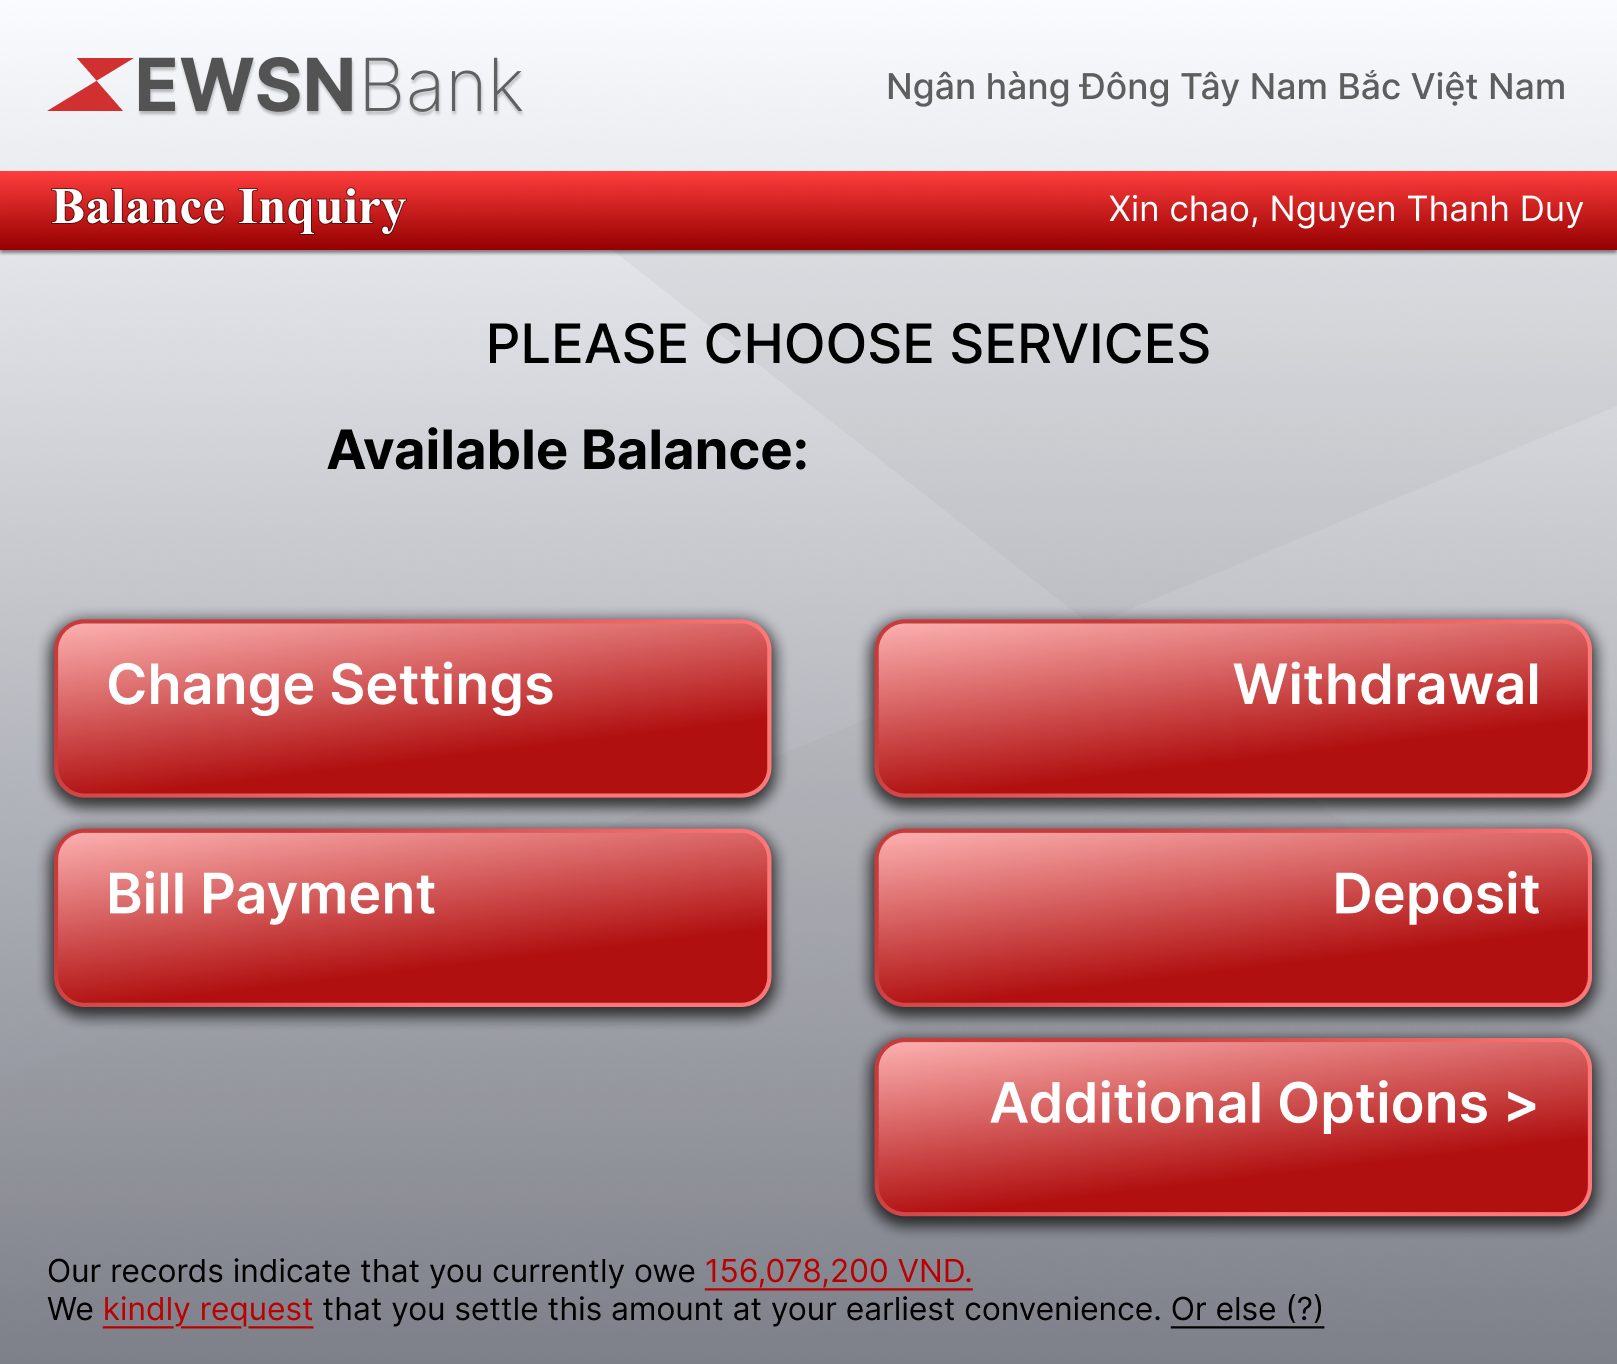 EWSNBank
Ngân hàng Đông Tây Nam Bắc Việt Nam
Balance Inquiry
Xin chao, Nguyen Thanh Duy
PLEASE CHOOSE SERVICES
Available Balance:
Change Settings
Withdrawal
Bill Payment
Deposit
Additional Options >
Our records indicate that you currently owe 156,078,200 VND.
We kindly request that you settle this amount at your earliest convenience. Or else (?)